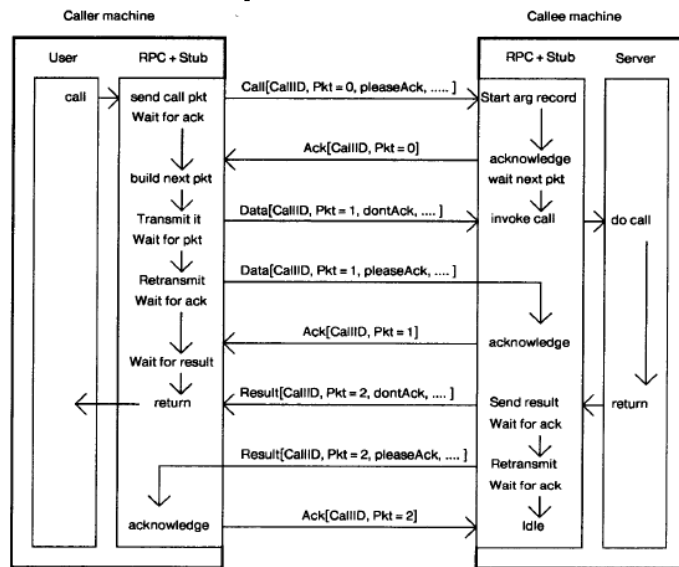 Caller machine Callee machine
User RPC + Stub RPC + Stub Server
call send call pkt Call[CallID, Pkt = 0, pleaseAck, ..... ] Start arg record
Wait for ack
Ack[CallID, Pkt = 0] acknowledge
build next pkt wait next pkt
Transmit it Data[CallID, Pkt = 1, dontAck, .... ] invoke call do call
Wait for pkt
Retransmit Data[CallID, Pkt = 1, pleaseAck, .... ]
Wait for ack
Ack[CallID, Pkt = 1] acknowledge
Wait for result
return Result[CallID, Pkt = 2, dontAck, .... ] Send result return
Wait for ack
Result[CallID, Pkt = 2, pleaseAck, .... ] Retransmit
Wait for ack
acknowledge Ack[CallID, Pkt = 2] Idle